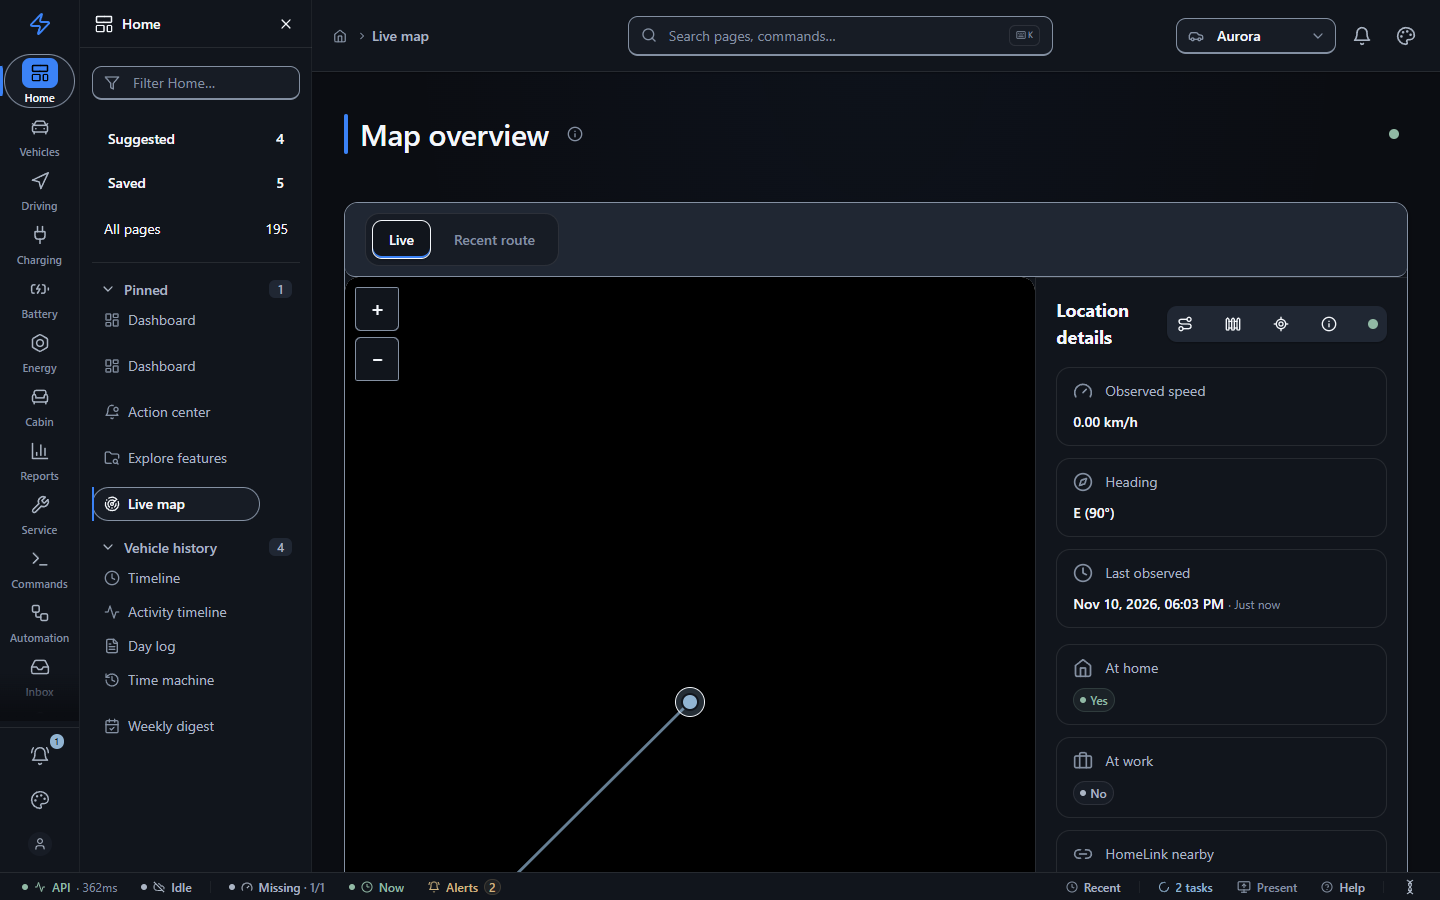 Home
Vehicles
Driving
Charging
Battery
Energy
Cabin
Reports
Service
Commands
Automation
Inbox
1
Home
Filter Home...
Suggested 4
Saved 5
All pages 195
Pinned 1
Dashboard
Dashboard
Action center
Explore features
Live map
Vehicle history 4
Timeline
Activity timeline
Day log
Time machine
Weekly digest
Live map
Search pages, commands...
K
Aurora
Map overview
Live
Recent route
+
−
Location details
Observed speed
0.00 km/h
Heading
E (90°)
Last observed
Nov 10, 2026, 06:03 PM · Just now
At home
Yes
At work
No
HomeLink nearby
API · 362ms
Idle
Missing · 1/1
Now
Alerts 2
Recent
2 tasks
Present
Help